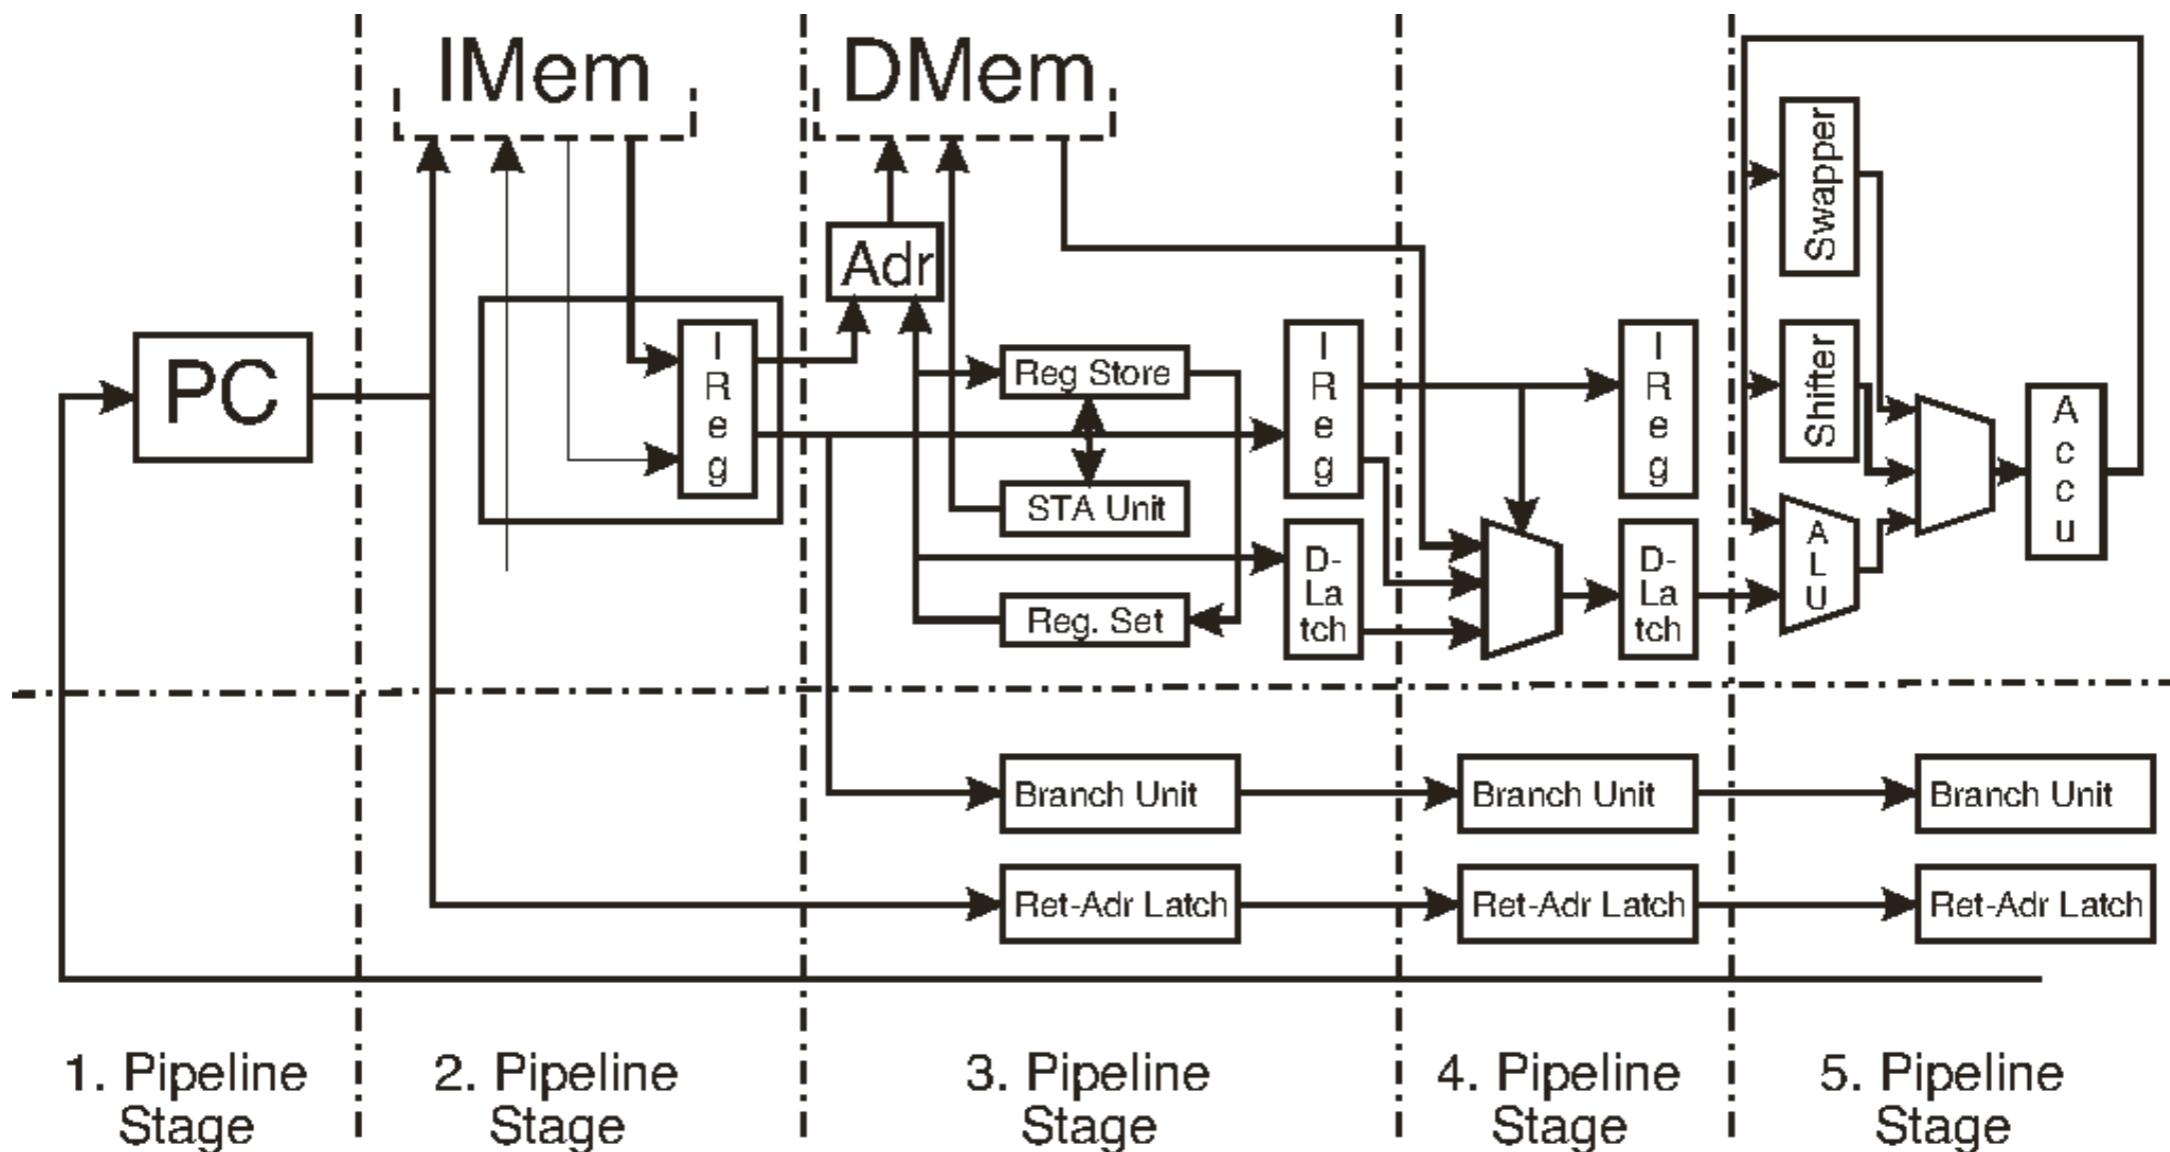 IMem
DMem
Swapper
Adr
PC
I
R
e
g
Reg Store
STA Unit
Reg. Set
I
R
e
g
D-
La
tch
I
R
e
g
D-
La
tch
Shifter
A
L
U
A
c
c
u
Branch Unit
Branch Unit
Branch Unit
Ret-Adr Latch
Ret-Adr Latch
Ret-Adr Latch
1. Pipeline
Stage
2. Pipeline
Stage
3. Pipeline
Stage
4. Pipeline
Stage
5. Pipeline
Stage